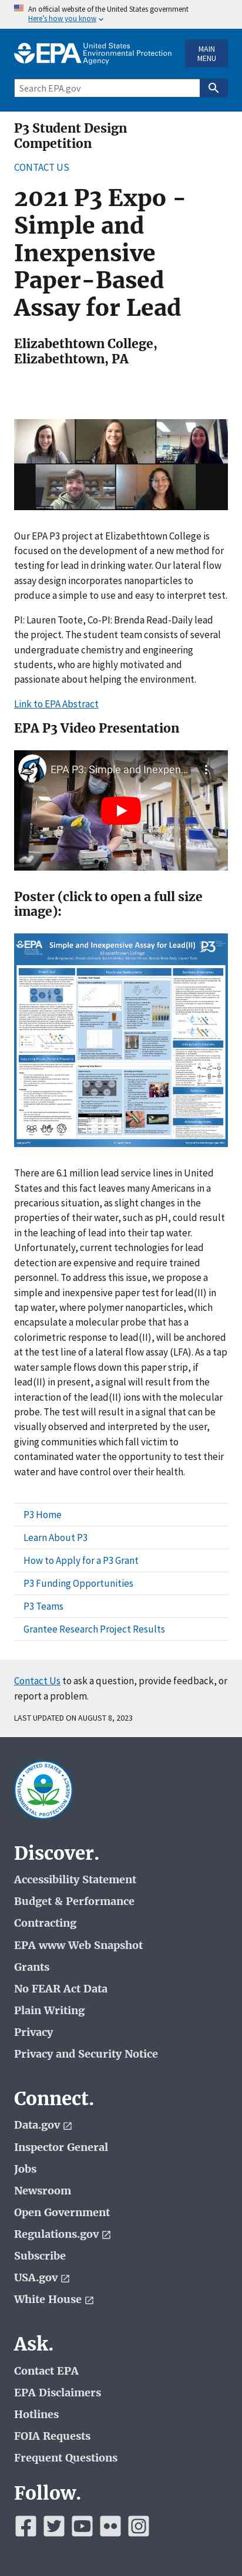 An official website of the United States government
Here's how you know
EPA United States
Environmental Protection
Agency
MAIN
MENU
Search EPA.gov
P3 Student Design
Competition
CONTACT US
2021 P3 Expo -
Simple and
Inexpensive
Paper-Based
Assay for Lead
Elizabethtown College,
Elizabethtown, PA
Our EPA P3 project at Elizabethtown College is
focused on the development of a new method for
testing for lead in drinking water. Our lateral flow
assay design incorporates nanoparticles to
produce a simple to use and easy to interpret test.
PI: Lauren Toote, Co-PI: Brenda Read-Daily lead
the project. The student team consists of several
undergraduate chemistry and engineering
students, who are highly motivated and
passionate about helping the environment.
Link to EPA Abstract
EPA P3 Video Presentation
EPA P3: Simple and Inexpen...
Poster (click to open a full size
image):
EPA Simple and Inexpensive Assay for Lead(II) P3
There are 6.1 million lead service lines in United
States and this fact leaves many Americans in a
precarious situation, as slight changes in the
properties of their water, such as pH, could result
in the leaching of lead into their tap water.
Unfortunately, current technologies for lead
detection are expensive and require trained
personnel. To address this issue, we propose a
simple and inexpensive paper test for lead(II) in
tap water, where polymer nanoparticles, which
encapsulate a molecular probe that has a
colorimetric response to lead(II), will be anchored
at the test line of a lateral flow assay (LFA). As a tap
water sample flows down this paper strip, if
lead(II) in present, a signal will result from the
interaction of the lead(II) ions with the molecular
probe. The test will result in a signal that can be
visually observed and interpreted by the user,
giving communities which fall victim to
contaminated water the opportunity to test their
water and take control over their health.
P3 Home
Learn About P3
How to Apply for a P3 Grant
P3 Funding Opportunities
P3 Teams
Grantee Research Project Results
Contact Us to ask a question, provide feedback, or
report a problem.
LAST UPDATED ON AUGUST 8, 2023
UNITED STATES
ENVIRONMENTAL PROTECTION AGENCY
Discover.
Accessibility Statement
Budget & Performance
Contracting
EPA www Web Snapshot
Grants
No FEAR Act Data
Plain Writing
Privacy
Privacy and Security Notice
Connect.
Data.gov
Inspector General
Jobs
Newsroom
Open Government
Regulations.gov
Subscribe
USA.gov
White House
Ask.
Contact EPA
EPA Disclaimers
Hotlines
FOIA Requests
Frequent Questions
Follow.